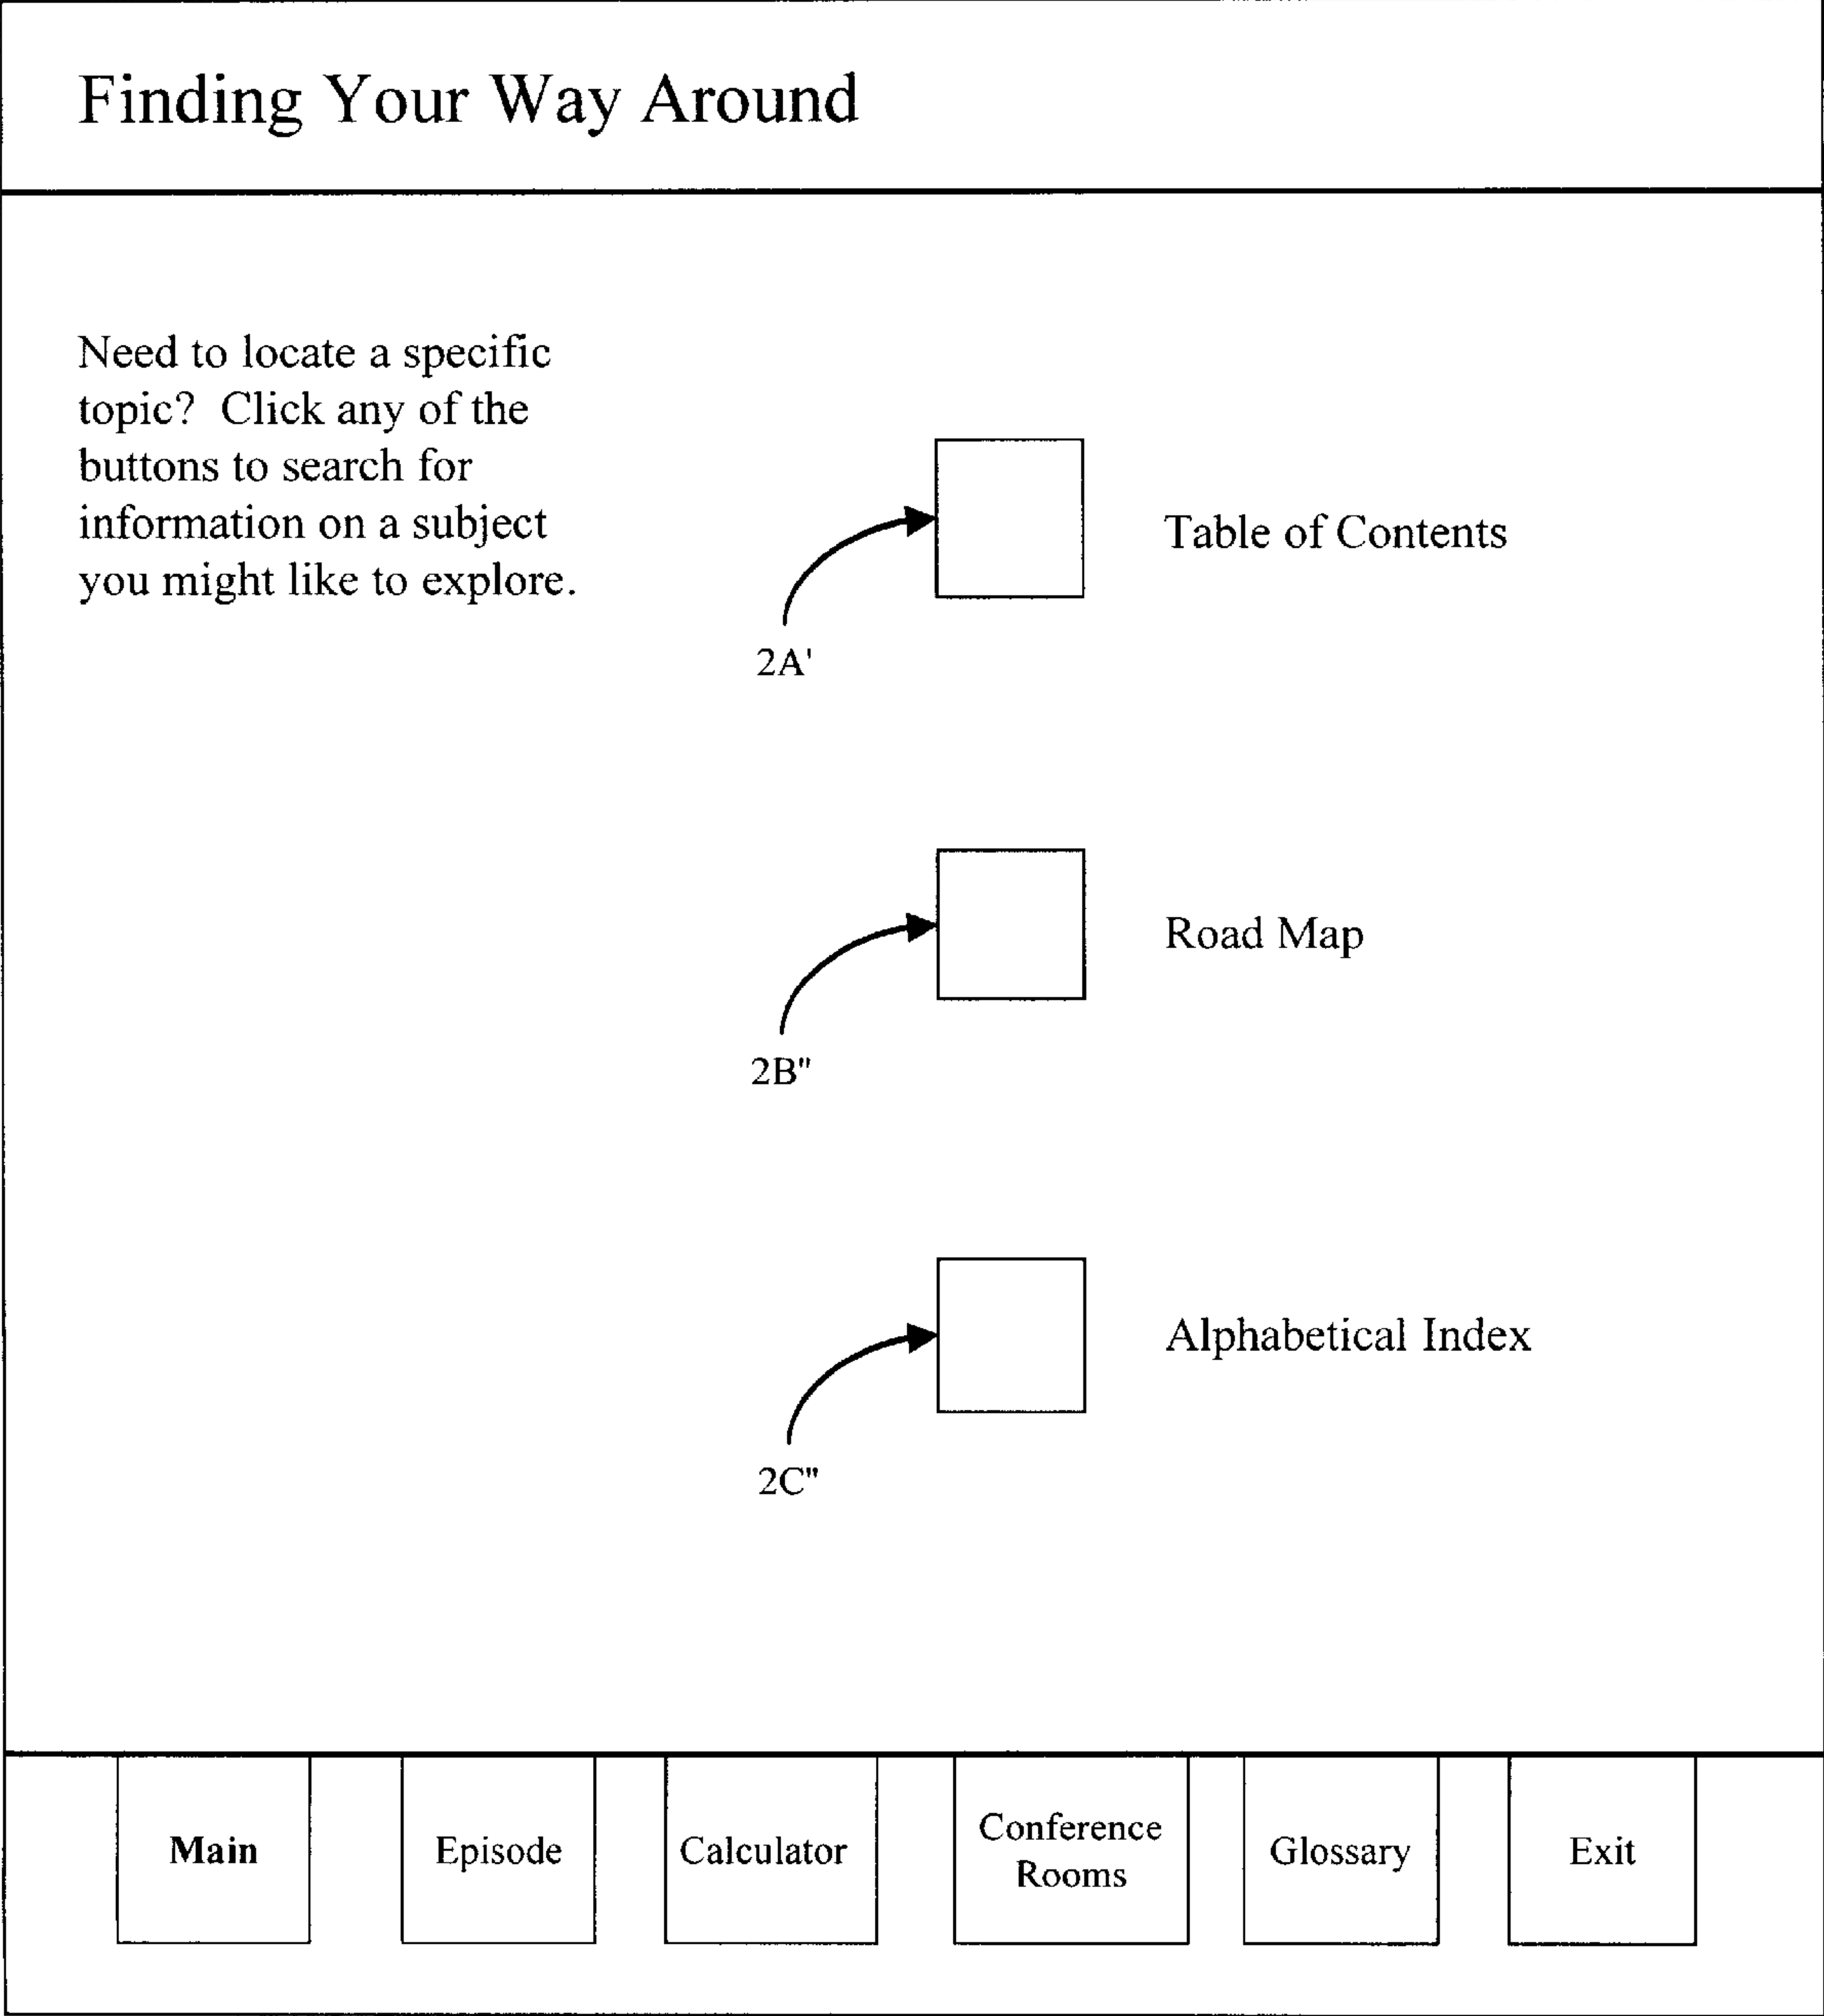 Finding Your Way Around
Need to locate a specific
topic?  Click any of the
buttons to search for
information on a subject
you might like to explore.
Table of Contents
2A'
Road Map
2B"
Alphabetical Index
2C"
Main
Episode
Calculator
Conference
Rooms
Glossary
Exit